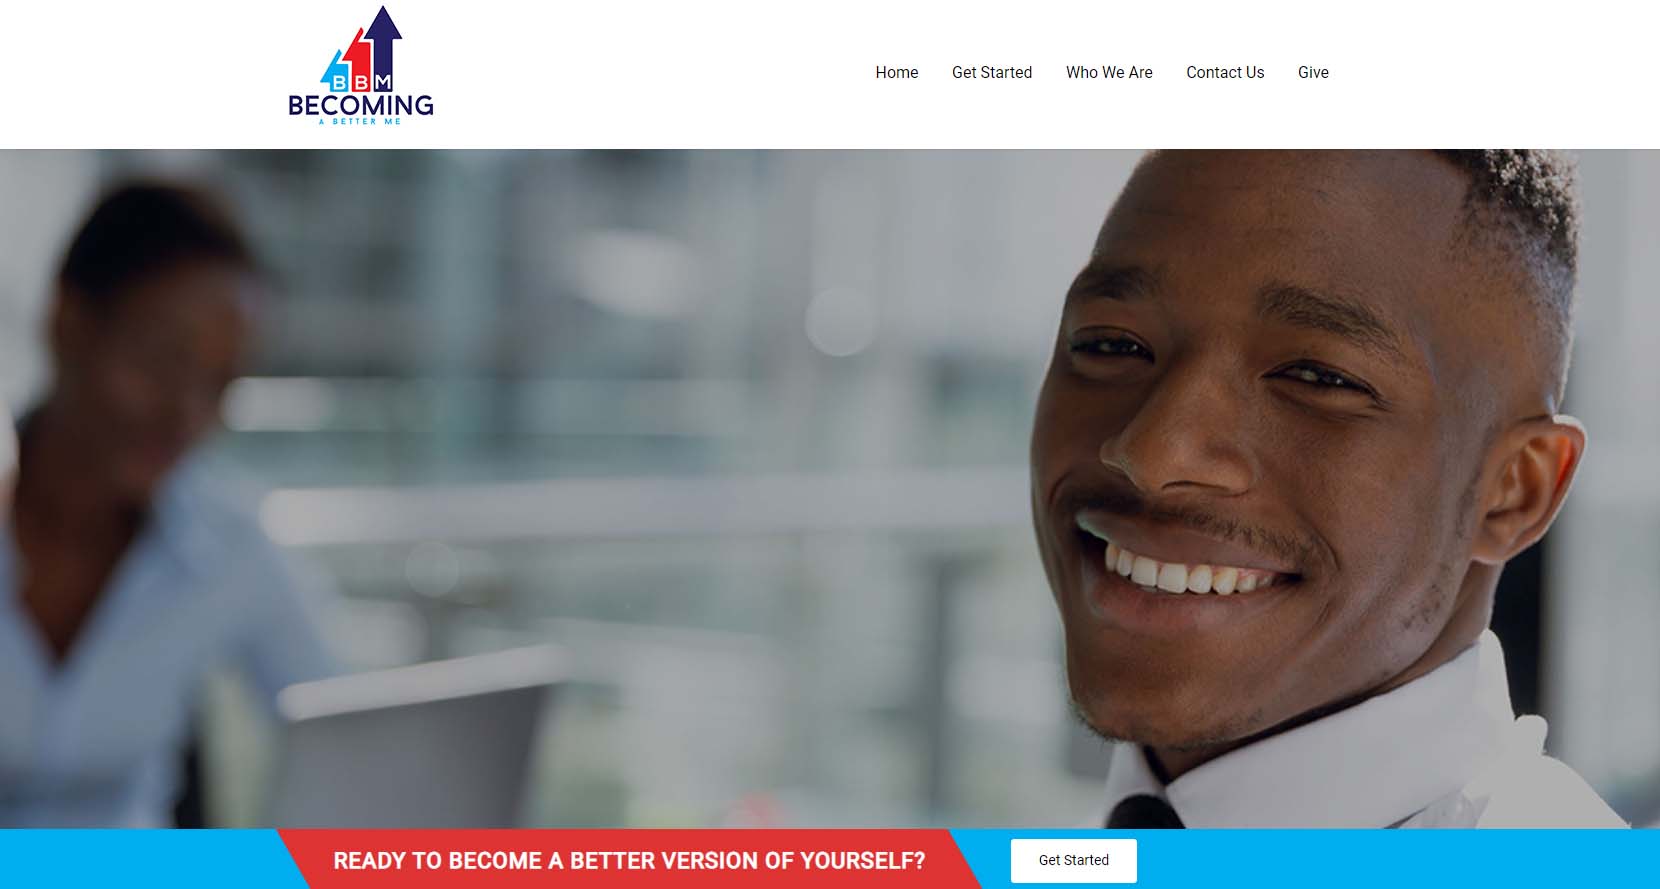 BBM
BECOMING
A BETTER ME
Home Get Started Who We Are Contact Us Give
READY TO BECOME A BETTER VERSION OF YOURSELF?
Get Started